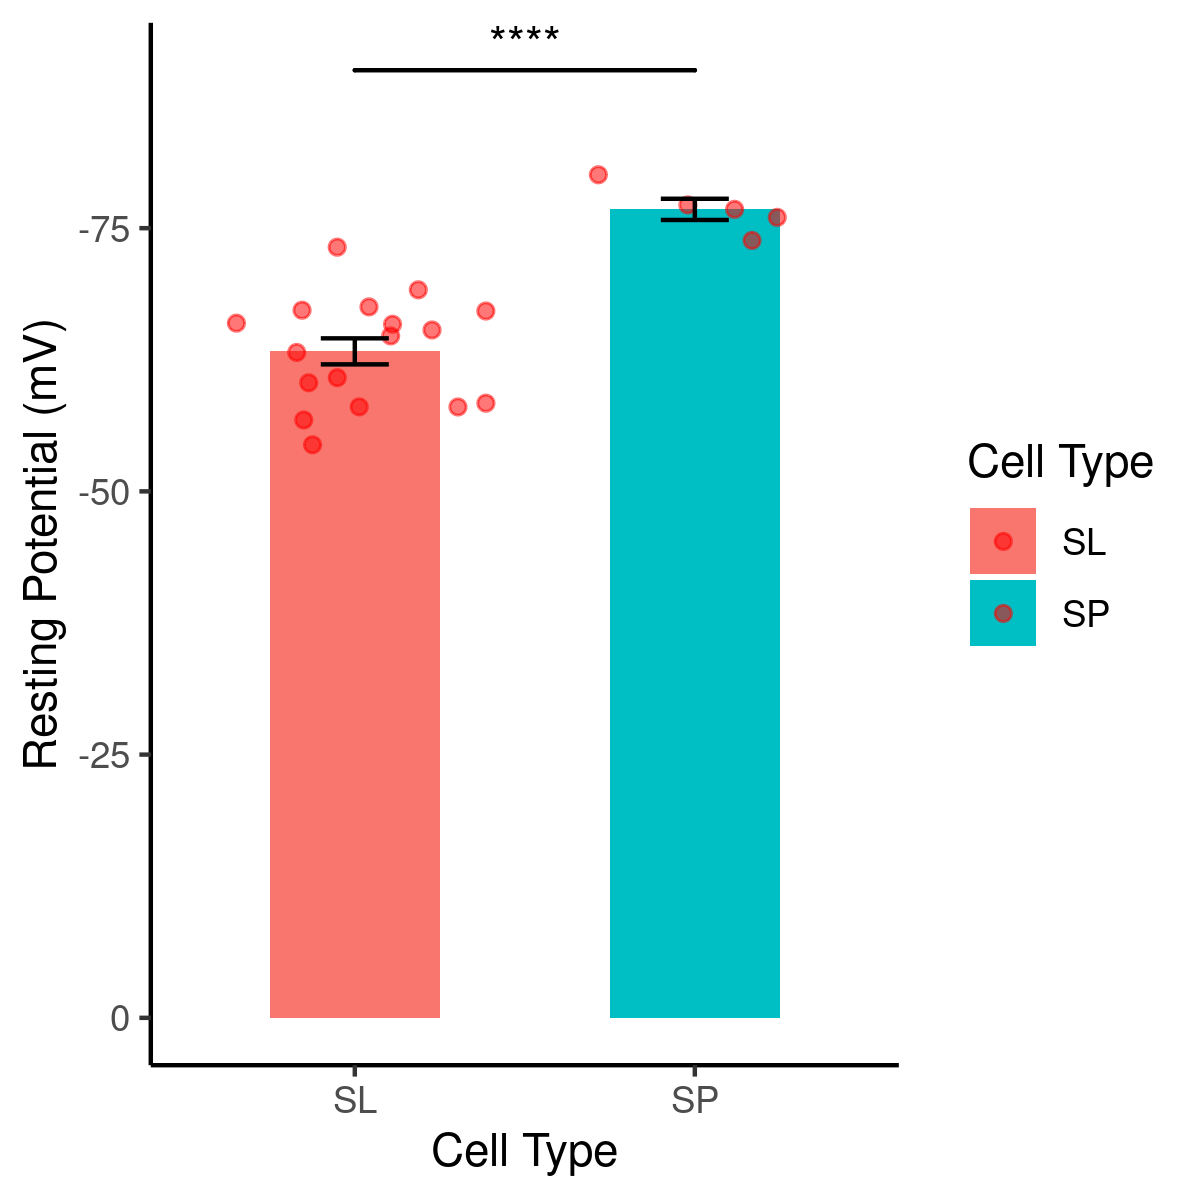 ****
-75
-50
-25
0
Resting Potential (mV)
SL
SP
Cell Type
Cell Type
SL
SP